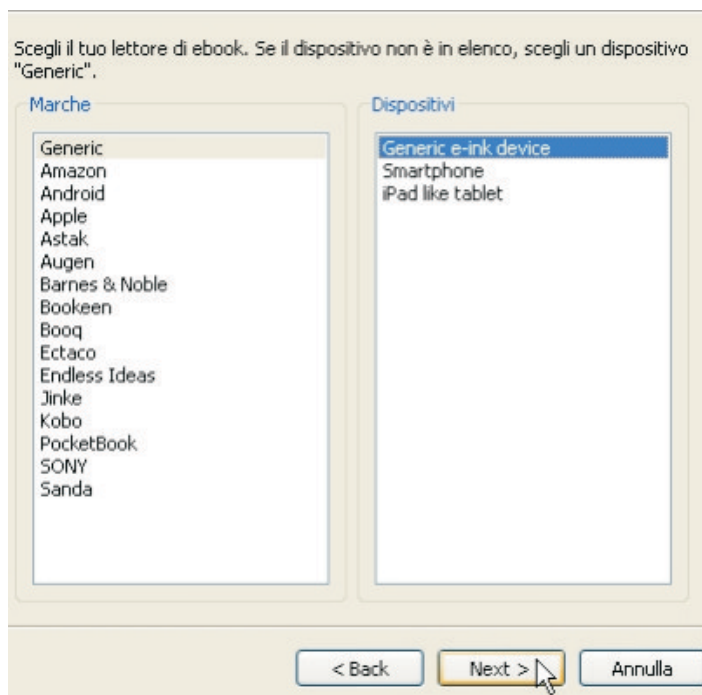 Scegli il tuo lettore di ebook. Se il dispositivo non è in elenco, scegli un dispositivo
"Generic".
Marche
Generic
Amazon
Android
Apple
Astak
Augen
Barnes & Noble
Bookeen
Booq
Ectaco
Endless Ideas
Jinke
Kobo
PocketBook
SONY
Sanda
Dispositivi
Generic e-ink device
Smartphone
iPad like tablet
< Back
Next >
Annulla